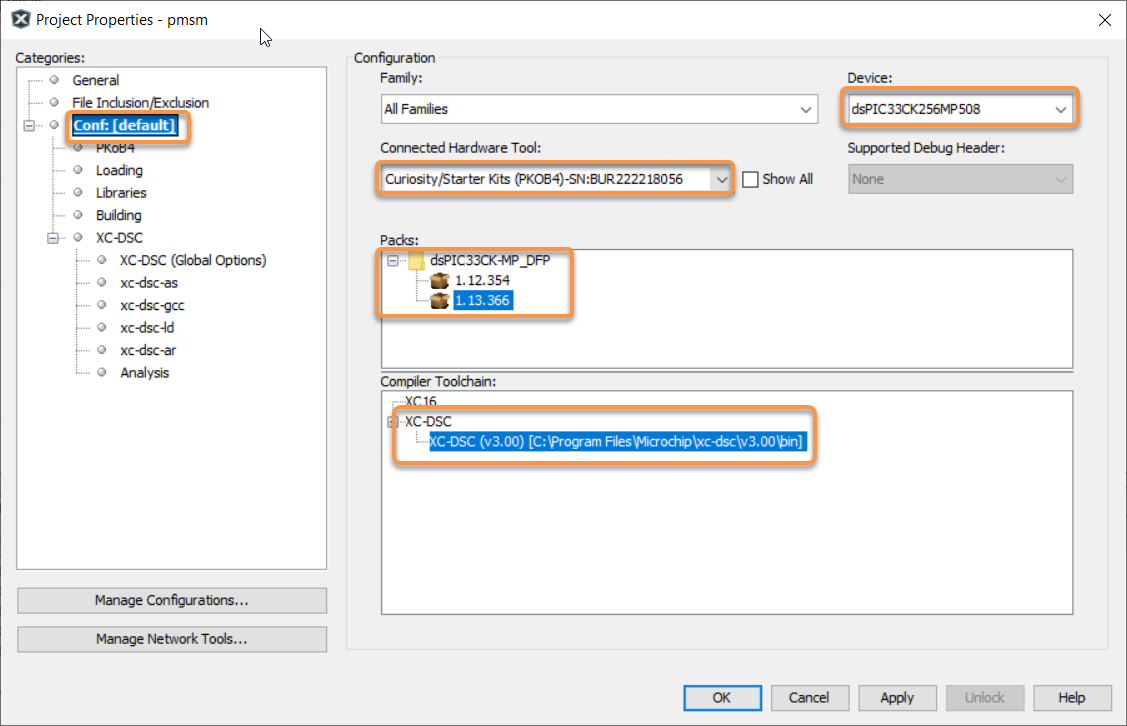 Project Properties - pmsm
Categories:
General
File Inclusion/Exclusion
Conf: [default]
PKoB4
Loading
Libraries
Building
XC-DSC
XC-DSC (Global Options)
xc-dsc-as
xc-dsc-gcc
xc-dsc-ld
xc-dsc-ar
Analysis
Manage Configurations...
Manage Network Tools...
Configuration
Family:
All Families
Device:
dsPIC33CK256MP508
Connected Hardware Tool:
Curiosity/Starter Kits (PKOB4)-SN:BUR222218056
Show All
Supported Debug Header:
None
Packs:
dsPIC33CK-MP_DFP
1.12.354
1.13.366
Compiler Toolchain:
XC16
XC-DSC
XC-DSC (v3.00) [C:\Program Files\Microchip\xc-dsc\v3.00\bin]
OK
Cancel
Apply
Unlock
Help